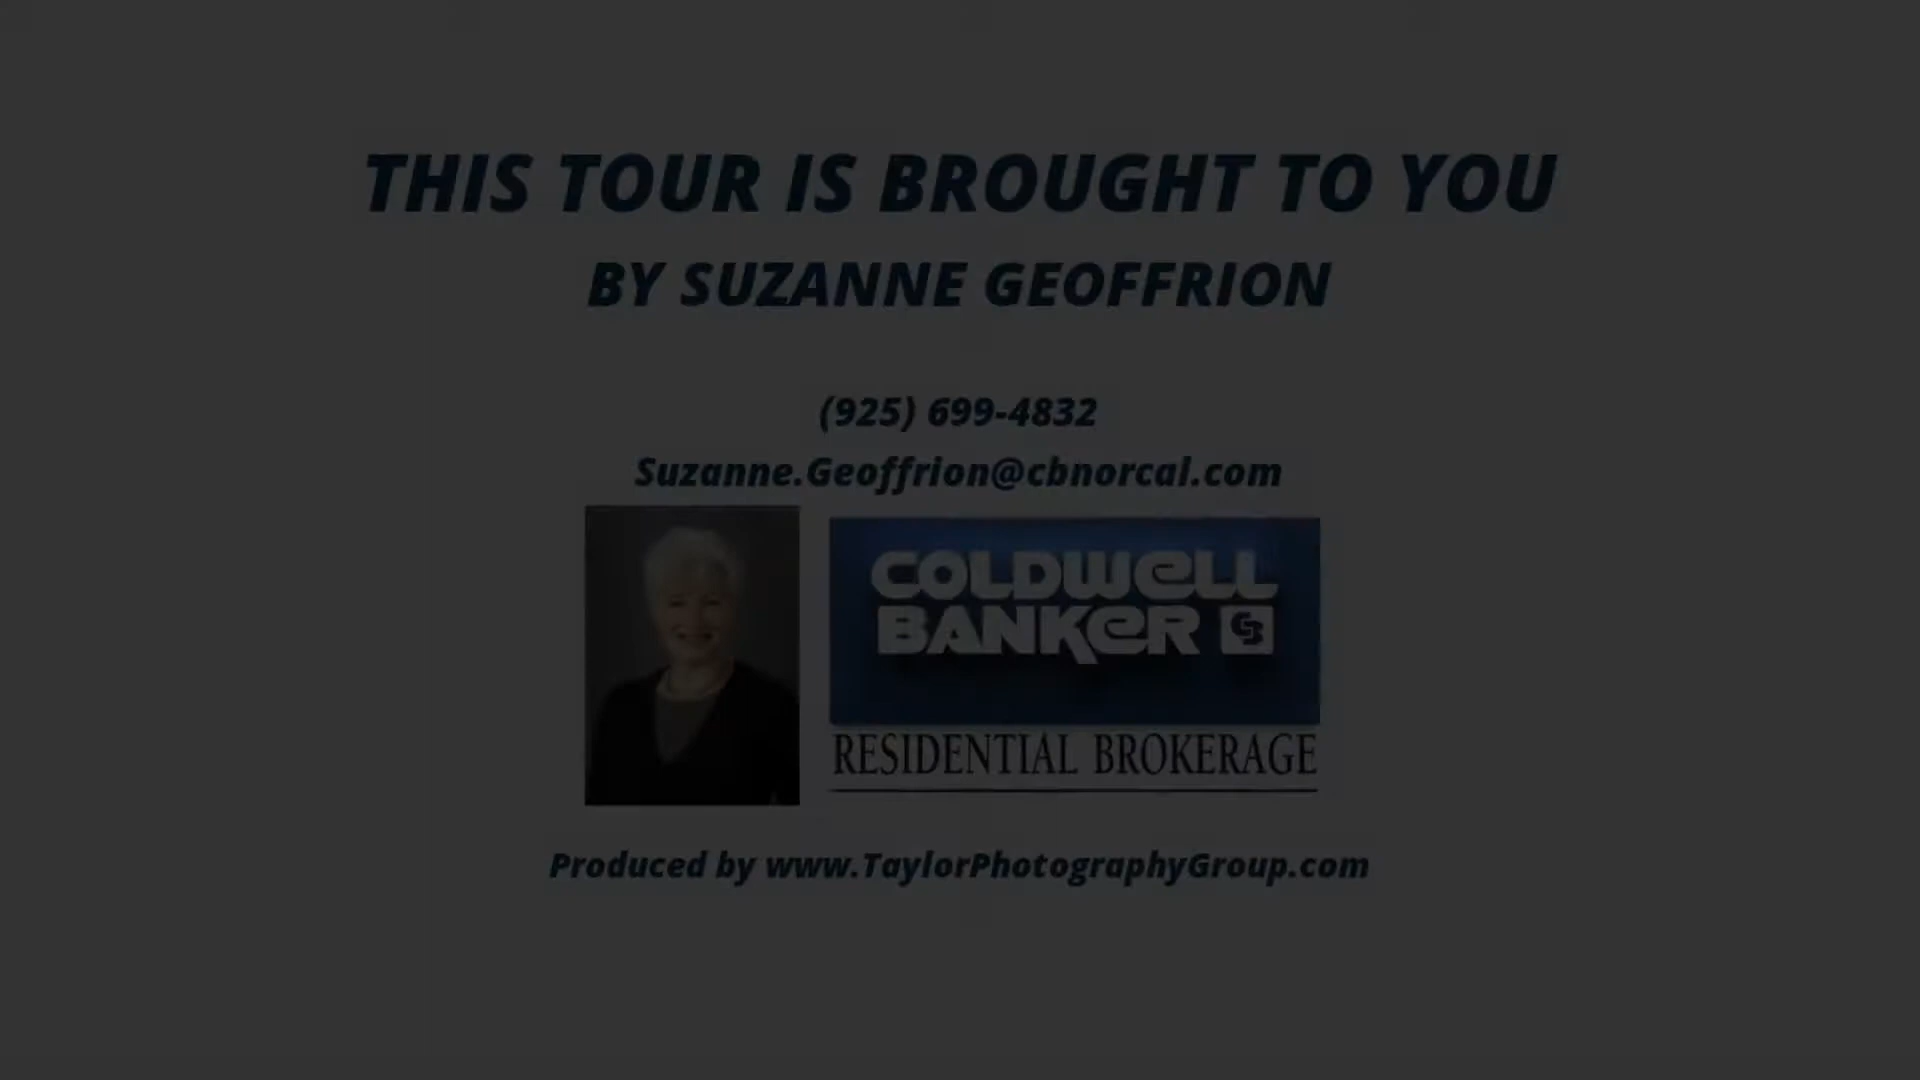 THIS TOUR IS BROUGHT TO YOU
BY SUZANNE GEOFFRION
(925) 699-4832
Suzanne.Geoffrion@cbnorcal.com
COLDWELL
BANKER CB
RESIDENTIAL BROKERAGE
Produced by www.TaylorPhotographyGroup.com